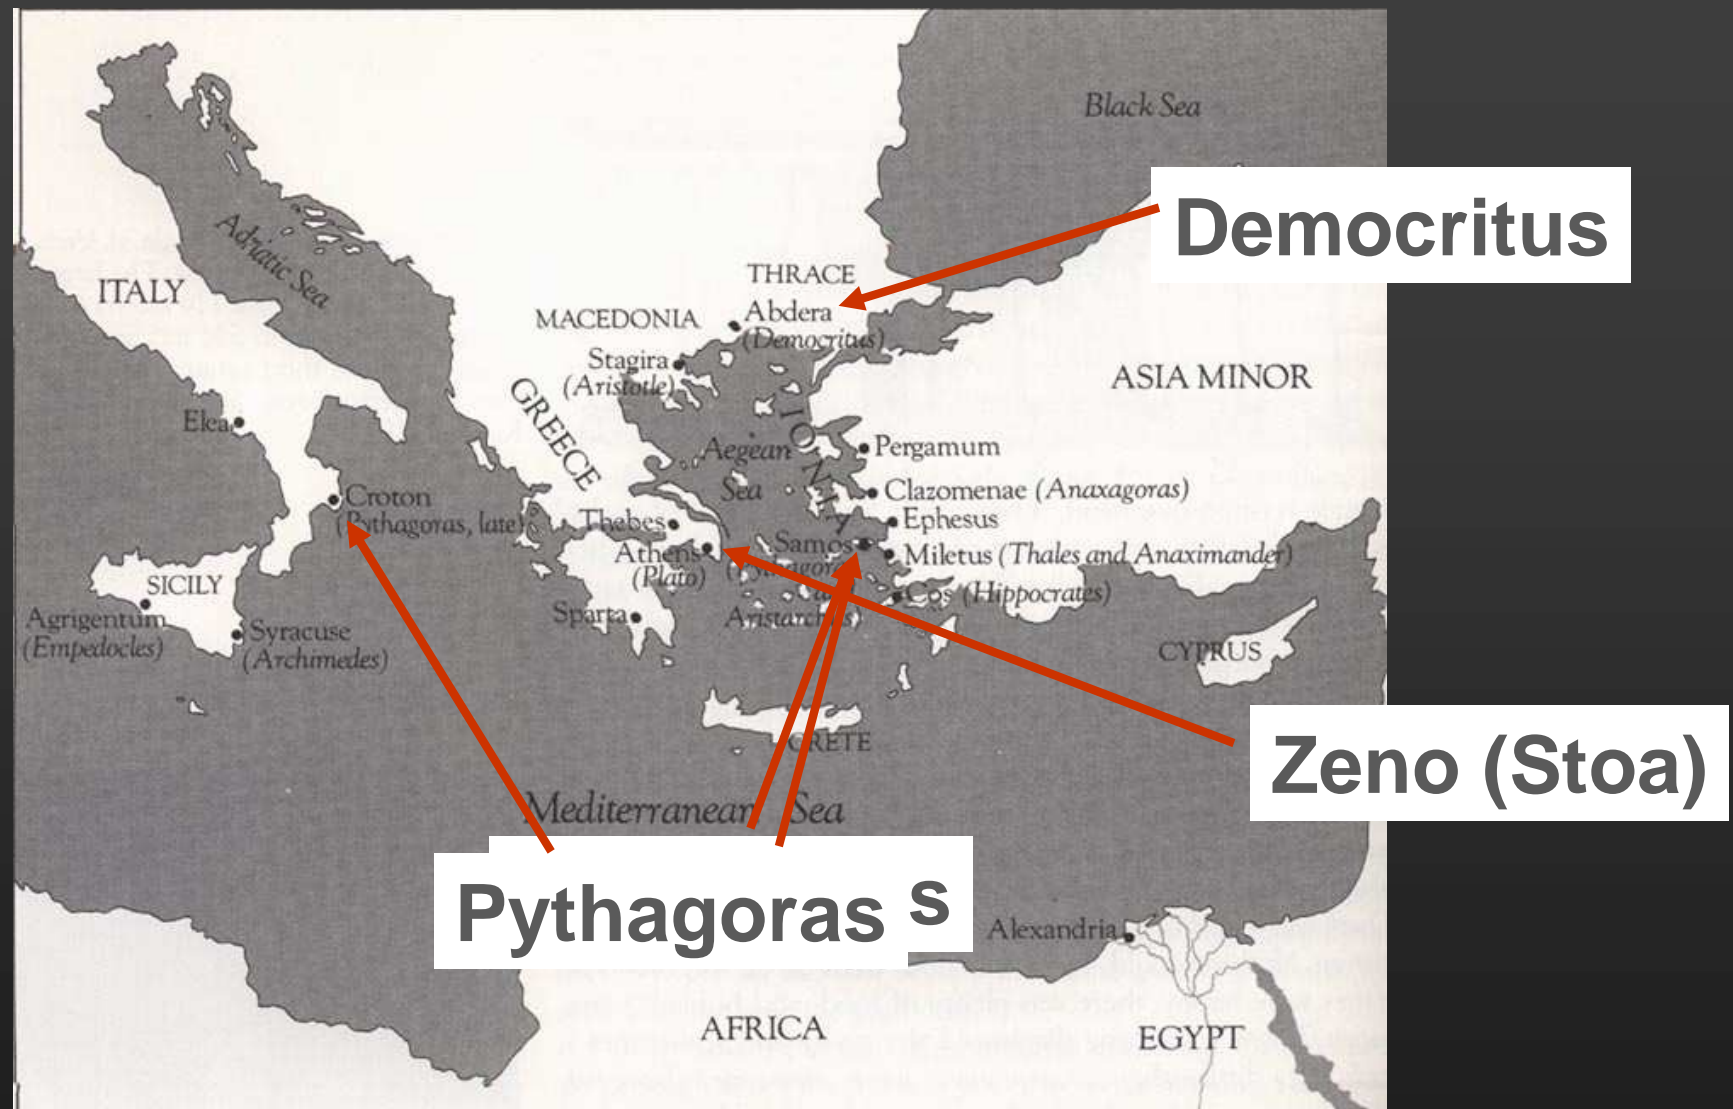 Black Sea
Democritus
Adriatic Sea
THRACE
ITALY
Abdera
(Democritus)
MACEDONIA
Stagira
(Aristotle)
ASIA MINOR
GREECE
IONIA
Elea
Aegean
Sea
Pergamum
Croton
(Pythagoras, late)
Clazomenae (Anaxagoras)
Thebes
Ephesus
Athens
(Plato)
Samos
Miletus (Thales and Anaximander)
SICILY
Cos (Hippocrates)
Agrigentum
(Empedocles)
Sparta
Syracuse
(Archimedes)
CYPRUS
CRETE
Zeno (Stoa)
Mediterranean Sea
Pythagoras s
Alexandria
AFRICA
EGYPT